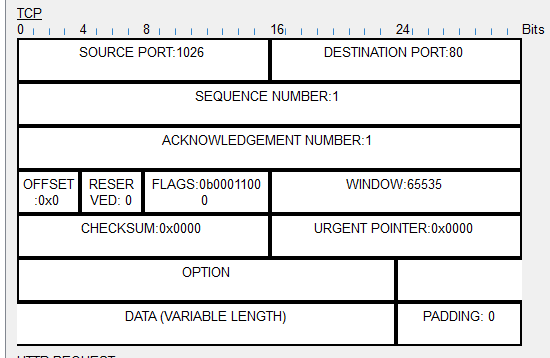 TCP
0 4 8 16 24 Bits
SOURCE PORT:1026 DESTINATION PORT:80
SEQUENCE NUMBER:1
ACKNOWLEDGEMENT NUMBER:1
OFFSET RESER FLAGS:0b0001100 WINDOW:65535
:0x0 VED: 0 0
CHECKSUM:0x0000 URGENT POINTER:0x0000
OPTION
DATA (VARIABLE LENGTH) PADDING: 0
HTTP REQUEST